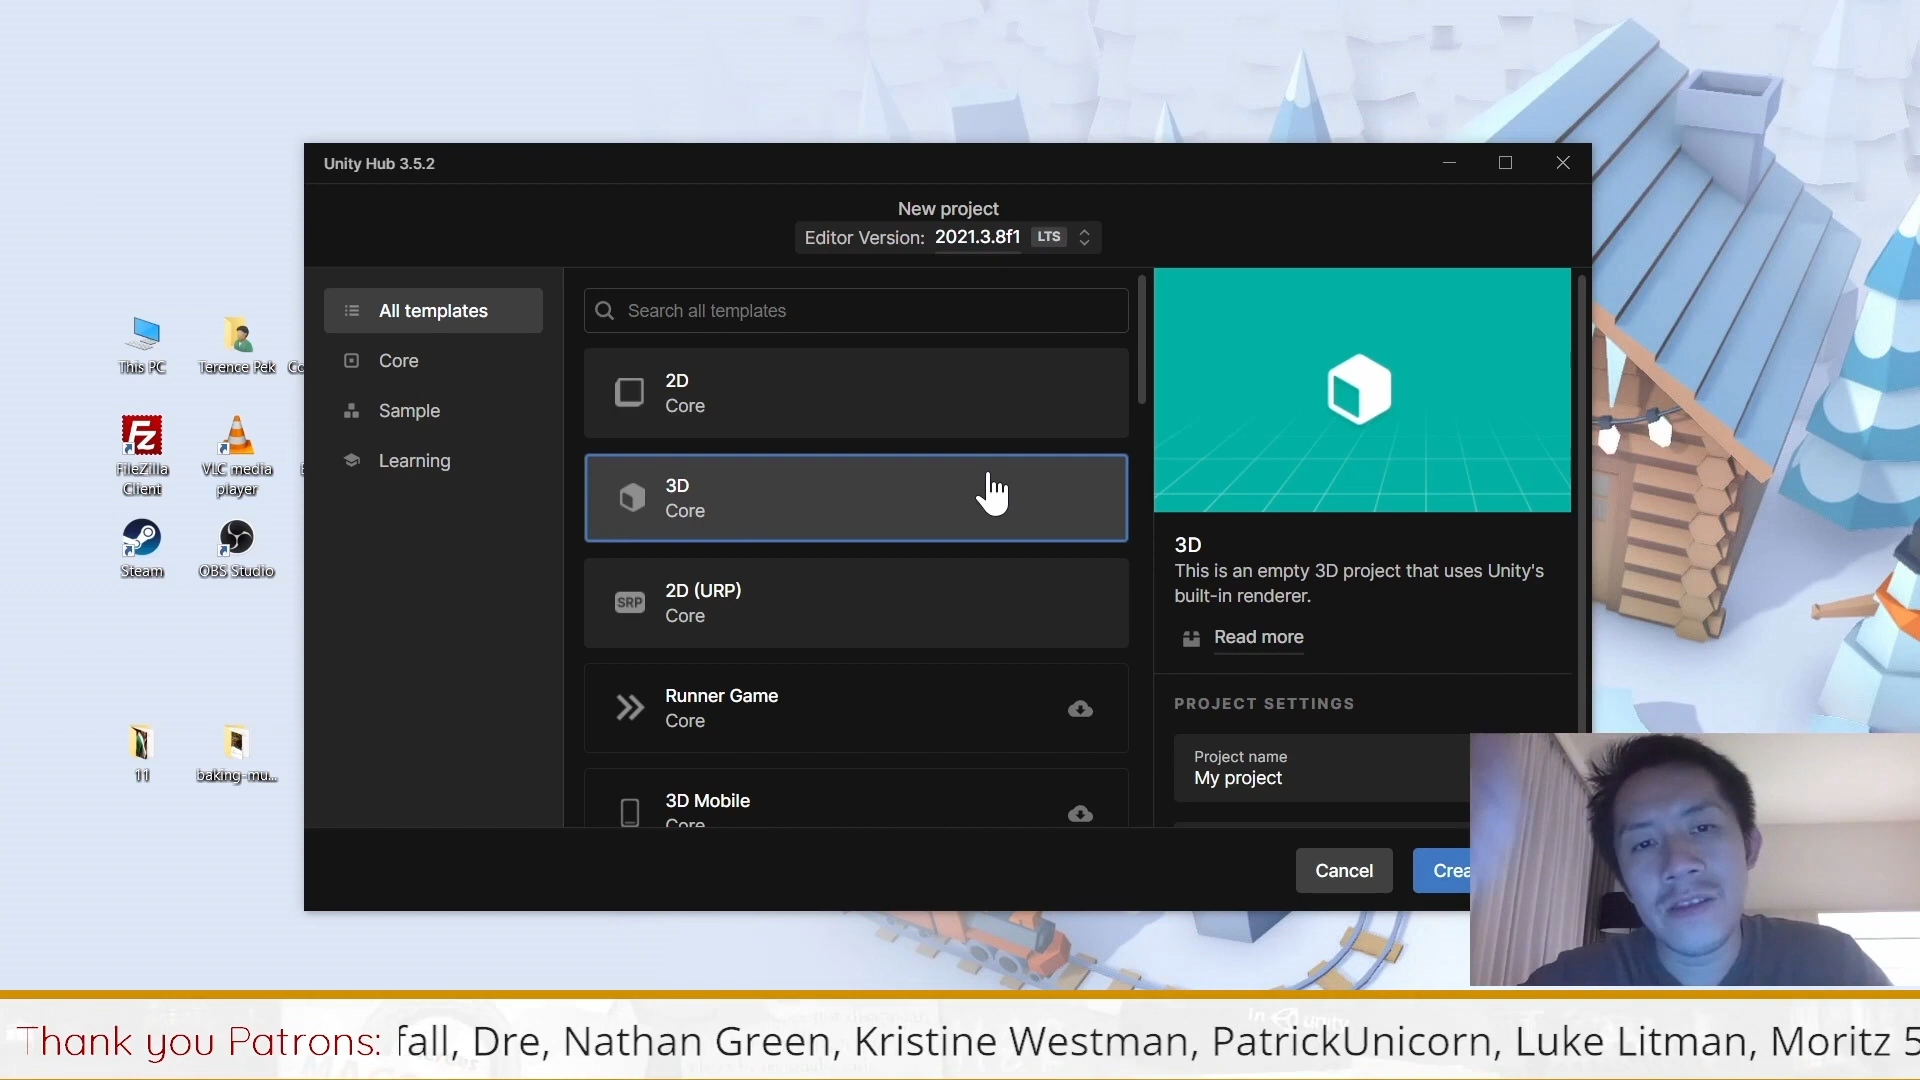 Unity Hub 3.5.2
New project
Editor Version: 2021.3.8f1 LTS
All templates
Core
Sample
Learning
Search all templates
2D
Core
3D
Core
2D (URP)
Core
SRP
Runner Game
Core
3D Mobile
Core
3D
This is an empty 3D project that uses Unity's
built-in renderer.
Read more
PROJECT SETTINGS
Project name
My project
Cancel
Crea
This PC
Terence Pek
Co
FileZilla
Client
VLC media
player
Steam
OBS Studio
11
baking-mu...
Thank you Patrons: fall, Dre, Nathan Green, Kristine Westman, PatrickUnicorn, Luke Litman, Moritz 5